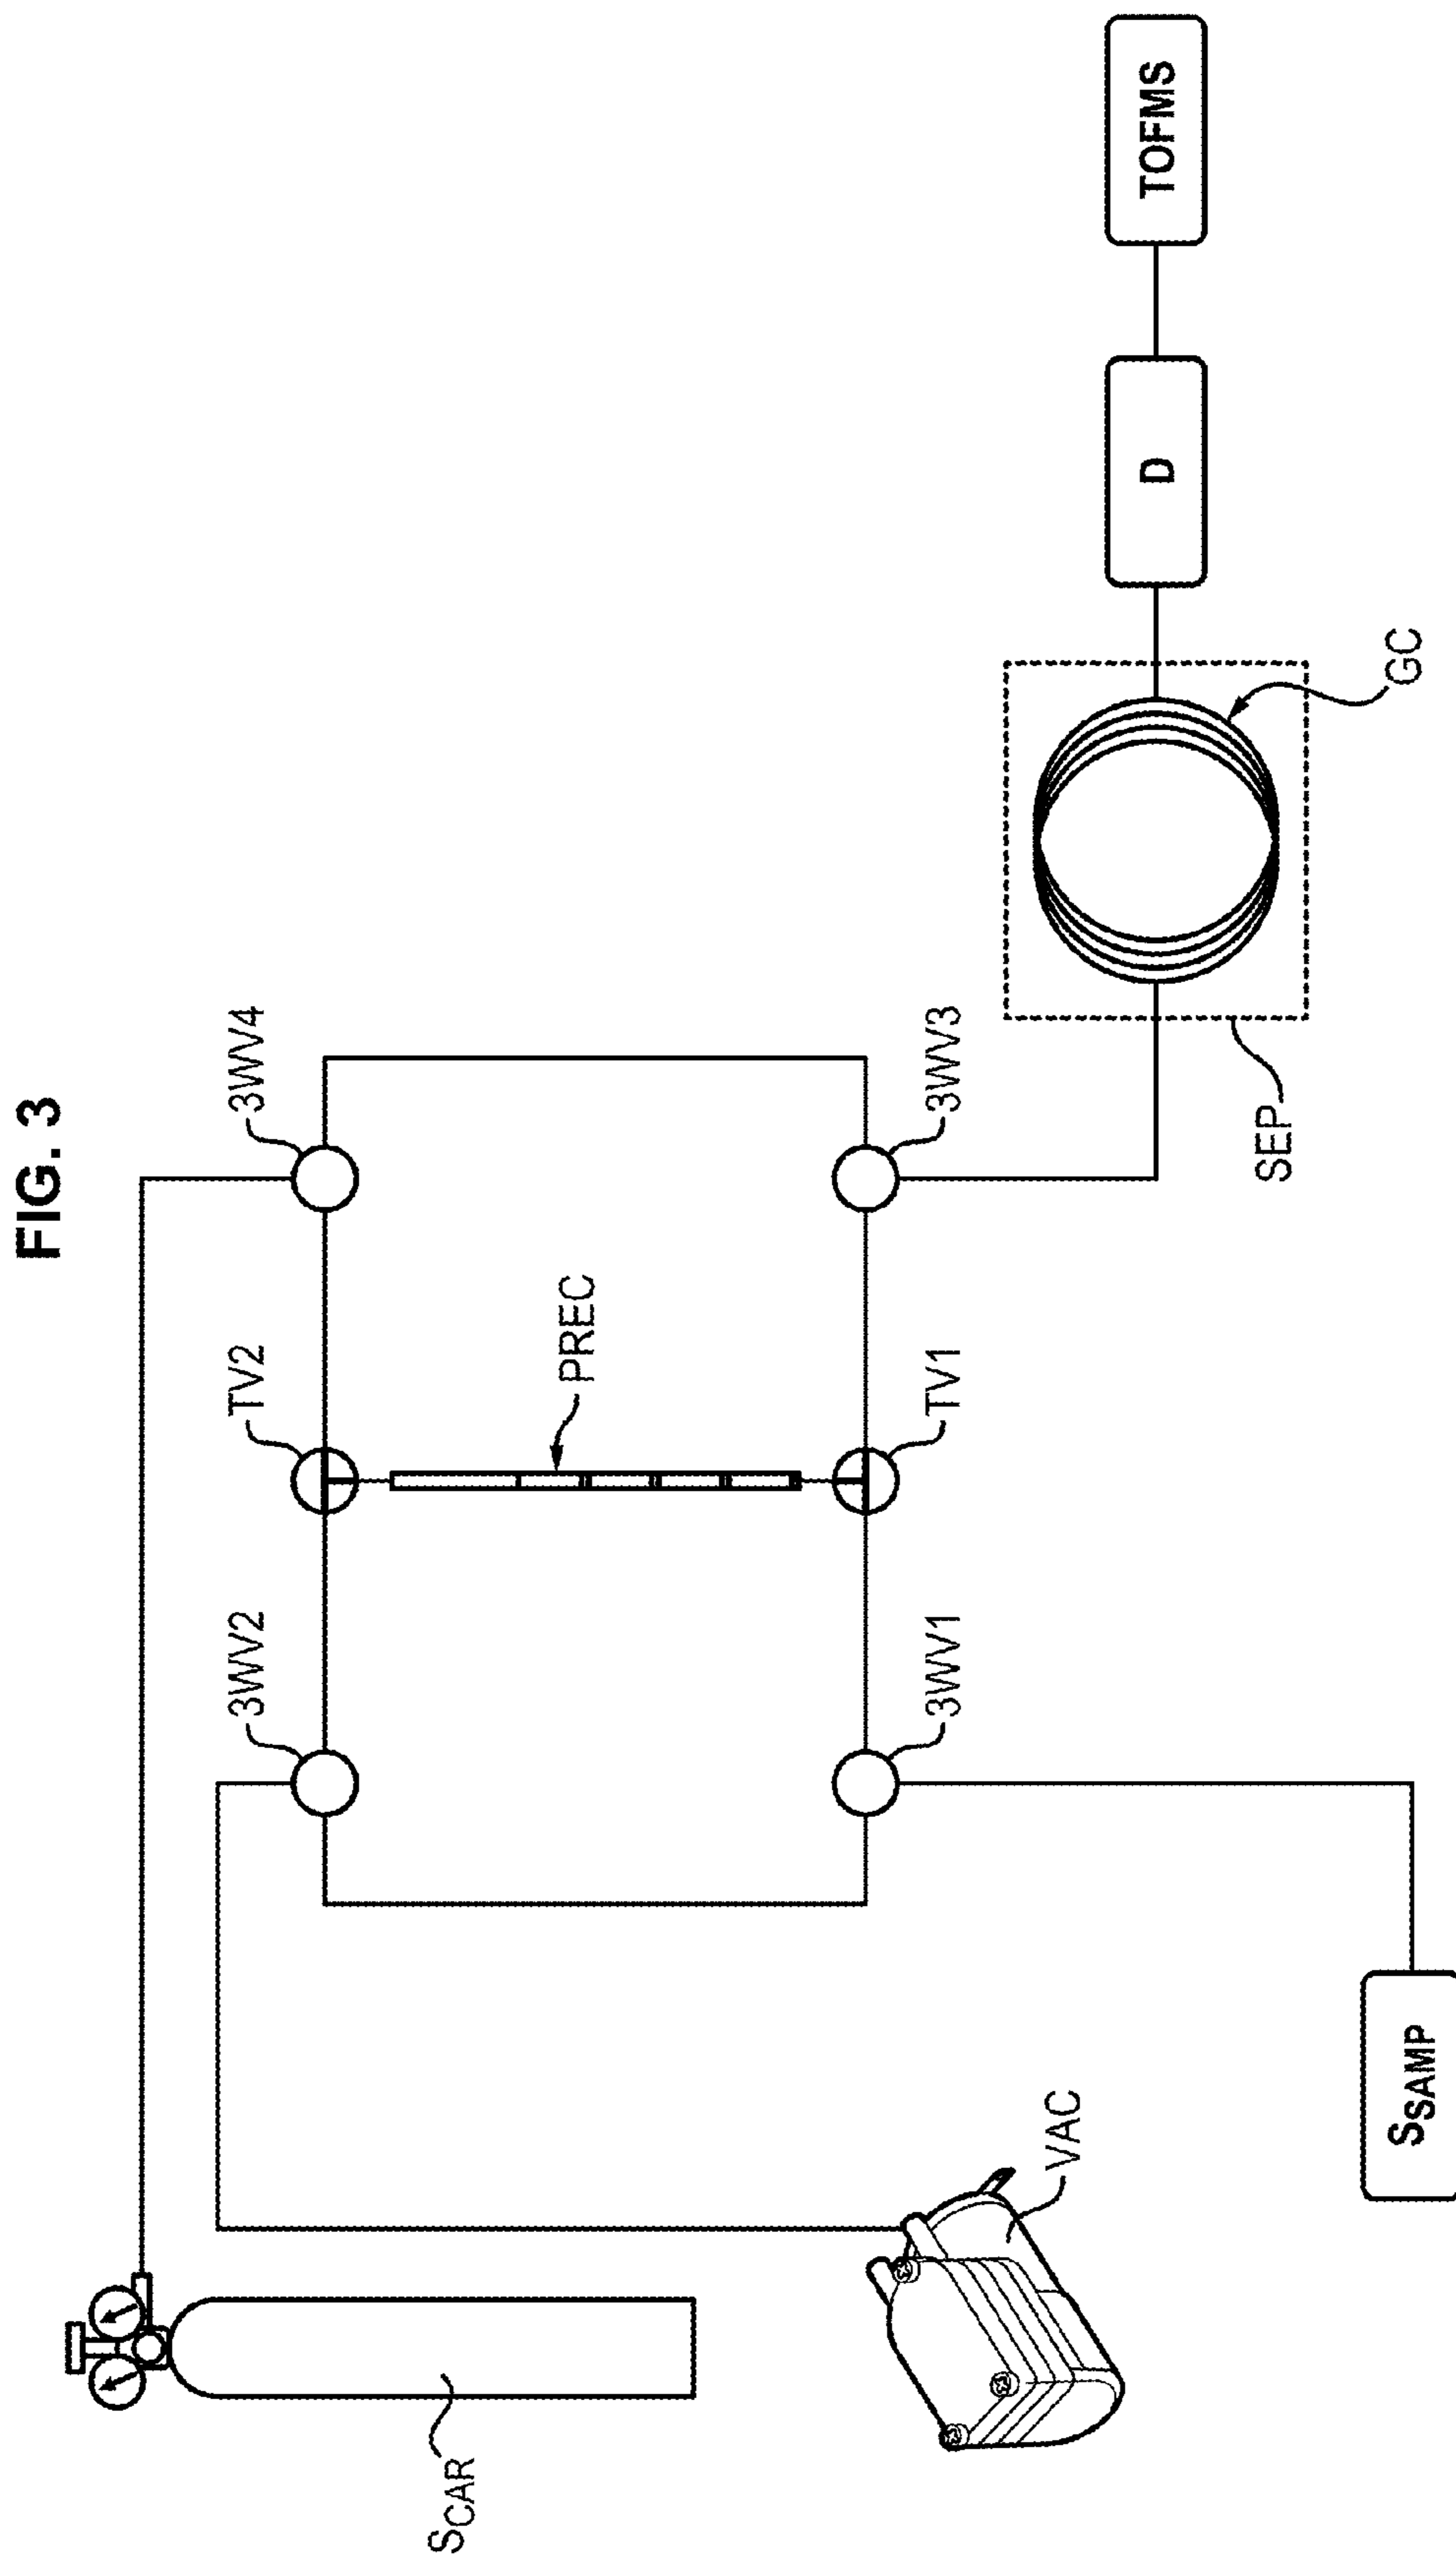 FIG. 3
SCAR
3WV2
TV2
3WV4
PREC
VAC
3WV1
TV1
3WV3
SSAMP
SEP
GC
D
TOFMS